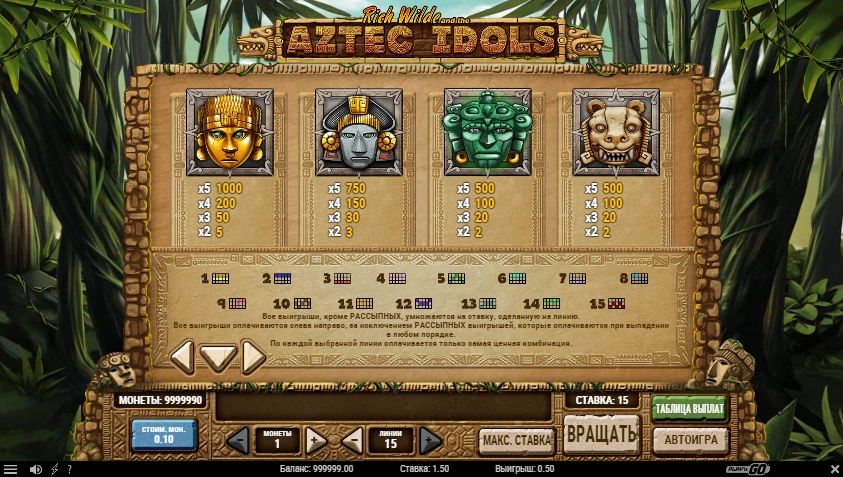 Rich Wilde and the
AZTEC IDOLS
x5 1000 x5 750 x5 500 x5 500
x4 200 x4 150 x4 100 x4 100
x3 50 x3 30 x3 20 x3 20
x2 5 x2 3 x2 2 x2 2
1 2 3 4 5 6 7 8
9 10 11 12 13 14 15
Все выигрыши, кроме РАССЫПНЫХ, умножаются на ставку, сделанную на линию.
Все выигрыши оплачиваются слева направо, за исключением РАССЫПНЫХ выигрышей, которые оплачиваются при выпадении
в любом порядке.
По каждой выбранной линии оплачивается только самая ценная комбинация.
МОНЕТЫ: 9999990 СТАВКА: 15
ТАБЛИЦА ВЫПЛАТ
СТОИМ. МОН.
0.10
МОНЕТЫ
1
ЛИНИИ
15
МАКС. СТАВКА
ВРАЩАТЬ
АВТОИГРА
? Баланс: 999999.00 Ставка: 1.50 Выигрыш: 0.50 PLAY'N GO